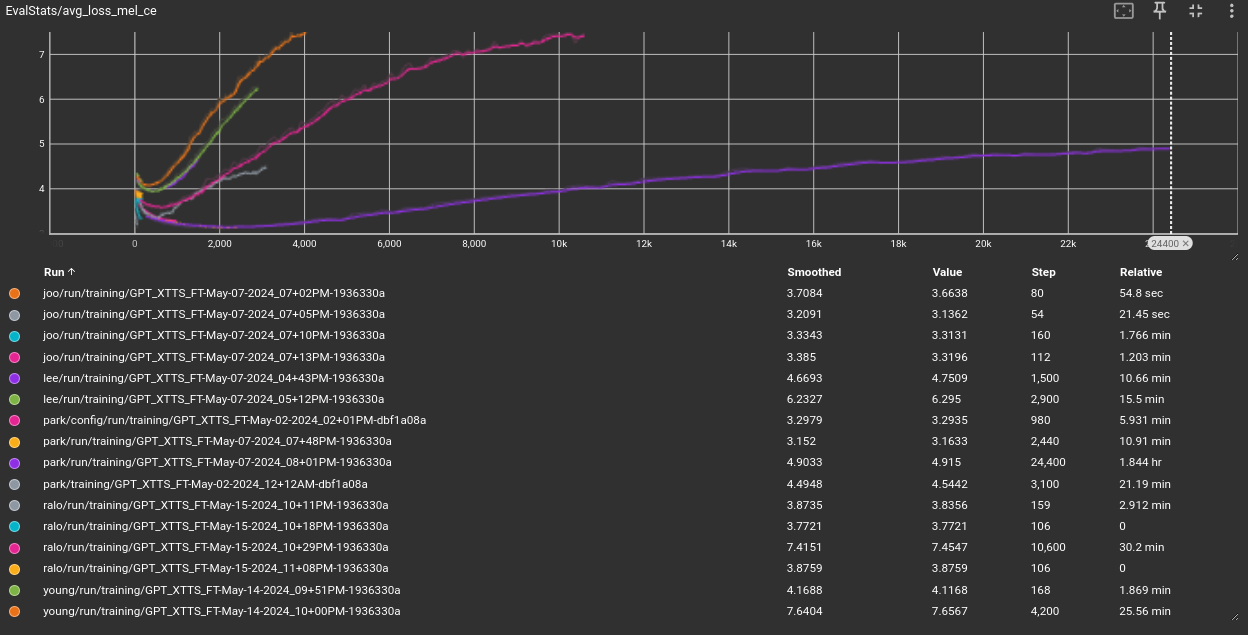 EvalStats/avg_loss_mel_ce
7
6
5
4
0 2,000 4,000 6,000 8,000 10k 12k 14k 16k 18k 20k 22k 24400 ✕
Run ↑ Smoothed Value Step Relative
joo/run/training/GPT_XTTS_FT-May-07-2024_07+02PM-1936330a 3.7084 3.6638 80 54.8 sec
joo/run/training/GPT_XTTS_FT-May-07-2024_07+05PM-1936330a 3.2091 3.1362 54 21.45 sec
joo/run/training/GPT_XTTS_FT-May-07-2024_07+10PM-1936330a 3.3343 3.3131 160 1.766 min
joo/run/training/GPT_XTTS_FT-May-07-2024_07+13PM-1936330a 3.385 3.3196 112 1.203 min
lee/run/training/GPT_XTTS_FT-May-07-2024_04+43PM-1936330a 4.6693 4.7509 1,500 10.66 min
lee/run/training/GPT_XTTS_FT-May-07-2024_05+12PM-1936330a 6.2327 6.295 2,900 15.5 min
park/config/run/training/GPT_XTTS_FT-May-02-2024_02+01PM-dbf1a08a 3.2979 3.2935 980 5.931 min
park/run/training/GPT_XTTS_FT-May-07-2024_07+48PM-1936330a 3.152 3.1633 2,440 10.91 min
park/run/training/GPT_XTTS_FT-May-07-2024_08+01PM-1936330a 4.9033 4.915 24,400 1.844 hr
park/training/GPT_XTTS_FT-May-02-2024_12+12AM-dbf1a08a 4.4948 4.5442 3,100 21.19 min
ralo/run/training/GPT_XTTS_FT-May-15-2024_10+11PM-1936330a 3.8735 3.8356 159 2.912 min
ralo/run/training/GPT_XTTS_FT-May-15-2024_10+18PM-1936330a 3.7721 3.7721 106 0
ralo/run/training/GPT_XTTS_FT-May-15-2024_10+29PM-1936330a 7.4151 7.4547 10,600 30.2 min
ralo/run/training/GPT_XTTS_FT-May-15-2024_11+08PM-1936330a 3.8759 3.8759 106 0
young/run/training/GPT_XTTS_FT-May-14-2024_09+51PM-1936330a 4.1688 4.1168 168 1.869 min
young/run/training/GPT_XTTS_FT-May-14-2024_10+00PM-1936330a 7.6404 7.6567 4,200 25.56 min